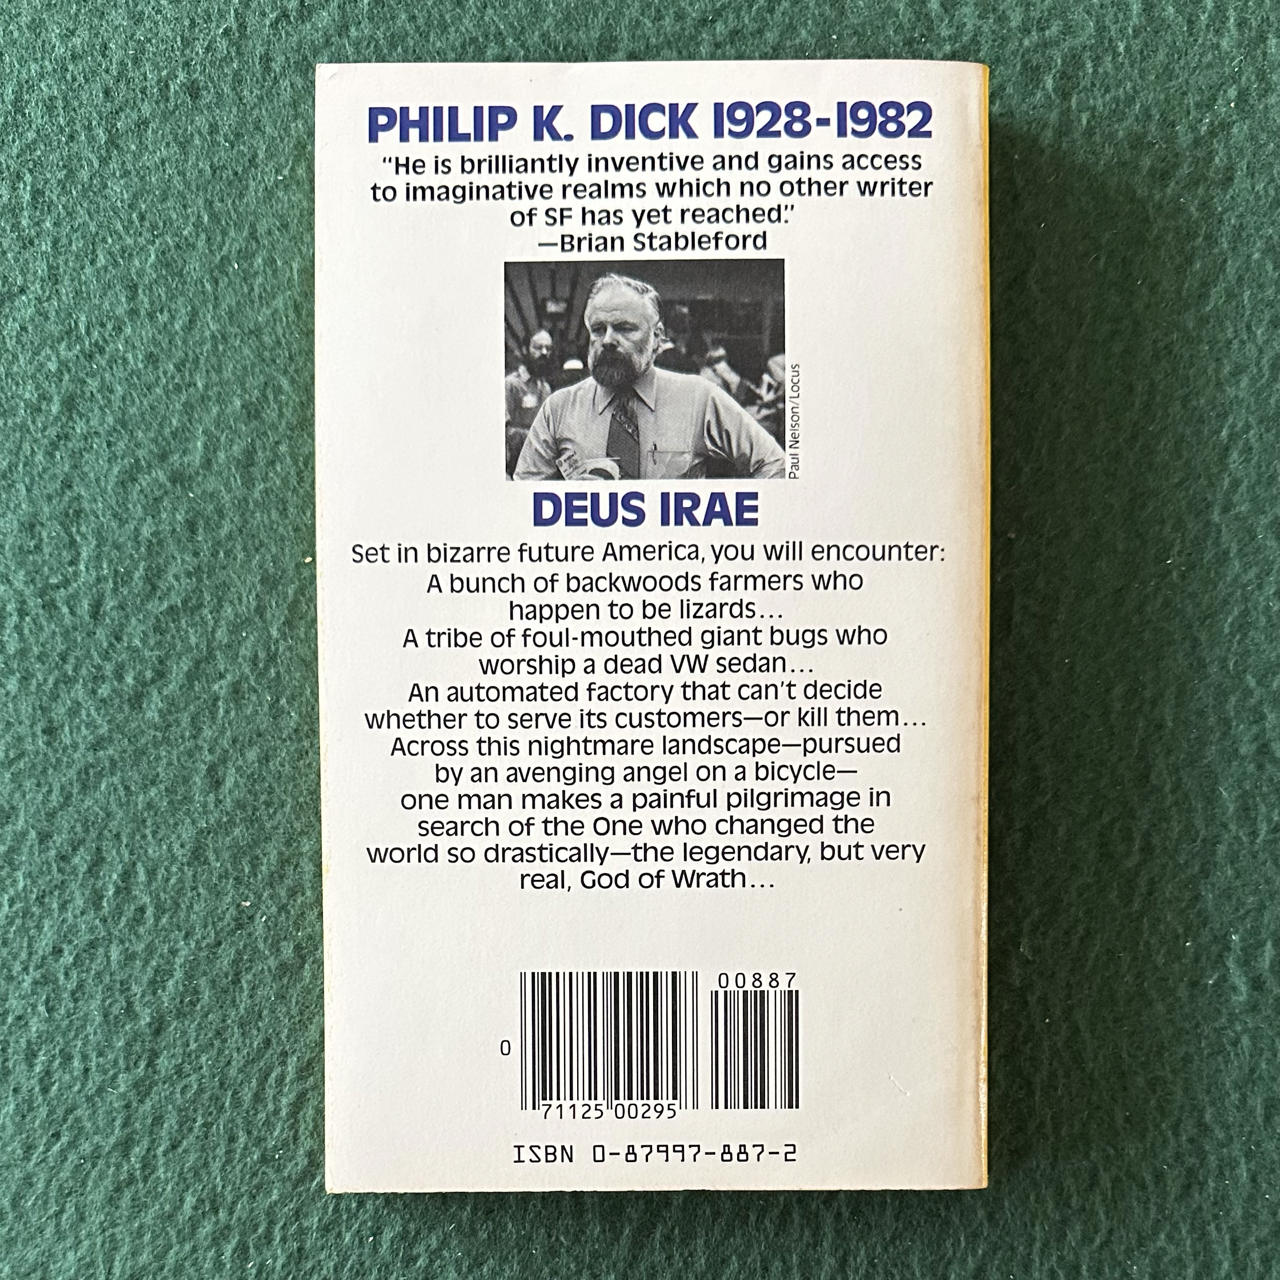 PHILIP K. DICK 1928-1982
“He is brilliantly inventive and gains access
to imaginative realms which no other writer
of SF has yet reached.”
—Brian Stableford
Paul Nelson/Locus
DEUS IRAE
Set in bizarre future America, you will encounter:
A bunch of backwoods farmers who
happen to be lizards...
A tribe of foul-mouthed giant bugs who
worship a dead VW sedan...
An automated factory that can't decide
whether to serve its customers—or kill them...
Across this nightmare landscape—pursued
by an avenging angel on a bicycle—
one man makes a painful pilgrimage in
search of the One who changed the
world so drastically—the legendary, but very
real, God of Wrath...
00887
0
71125 00295
ISBN 0-87997-887-2